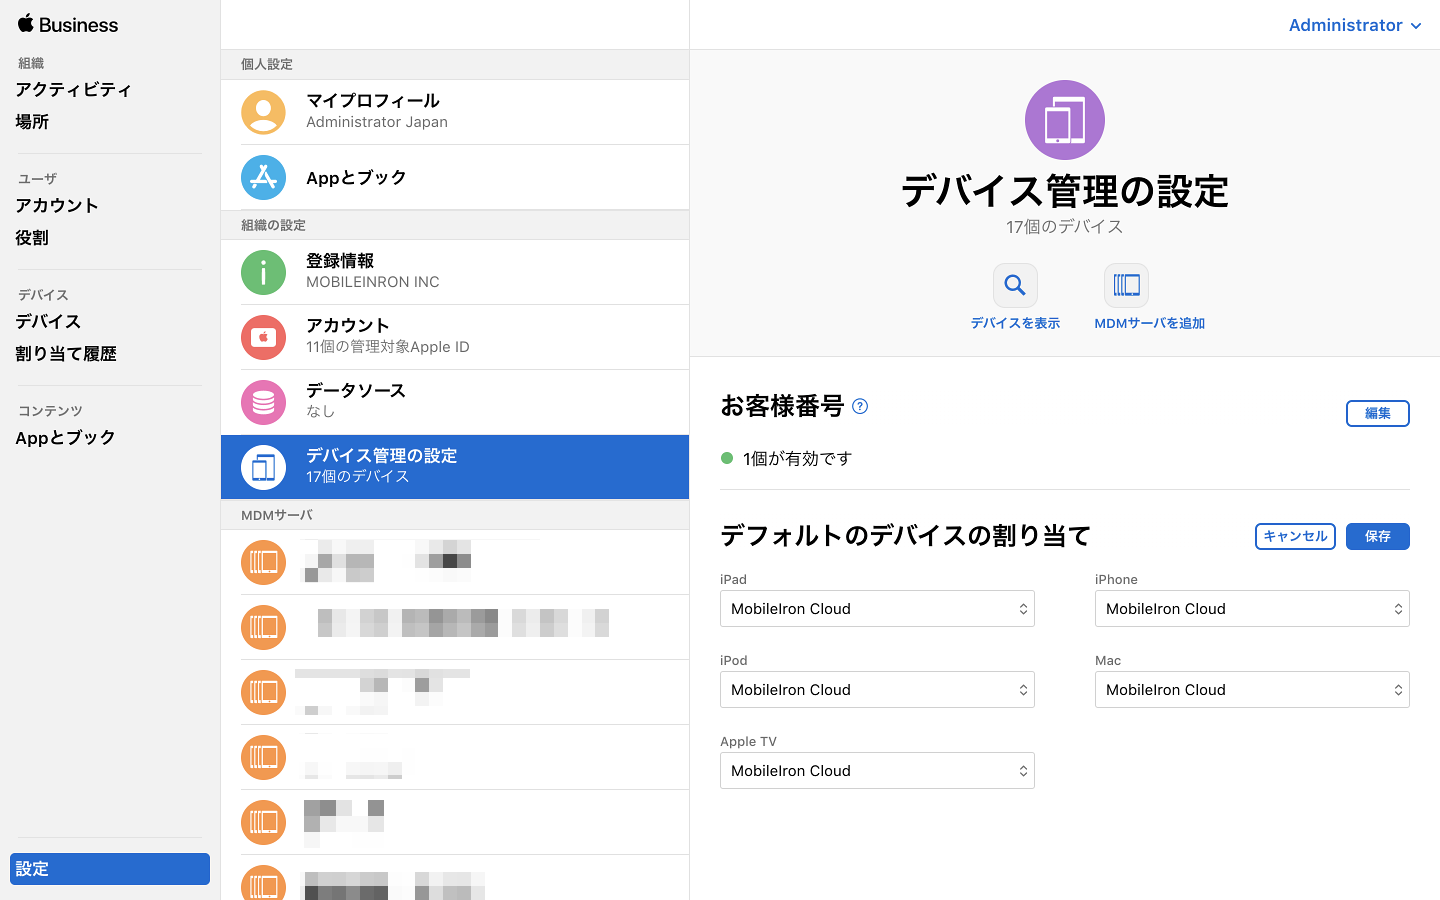 Business
組織
アクティビティ
場所
ユーザ
アカウント
役割
デバイス
デバイス
割り当て履歴
コンテンツ
Appとブック
設定
個人設定
マイプロフィール
Administrator Japan
Appとブック
組織の設定
登録情報
MOBILEINRON INC
アカウント
11個の管理対象Apple ID
データソース
なし
デバイス管理の設定
17個のデバイス
MDMサーバ
Administrator
デバイス管理の設定
17個のデバイス
デバイスを表示
MDMサーバを追加
お客様番号 ?
編集
1個が有効です
デフォルトのデバイスの割り当て
キャンセル
保存
iPad
MobileIron Cloud
iPhone
MobileIron Cloud
iPod
MobileIron Cloud
Mac
MobileIron Cloud
Apple TV
MobileIron Cloud